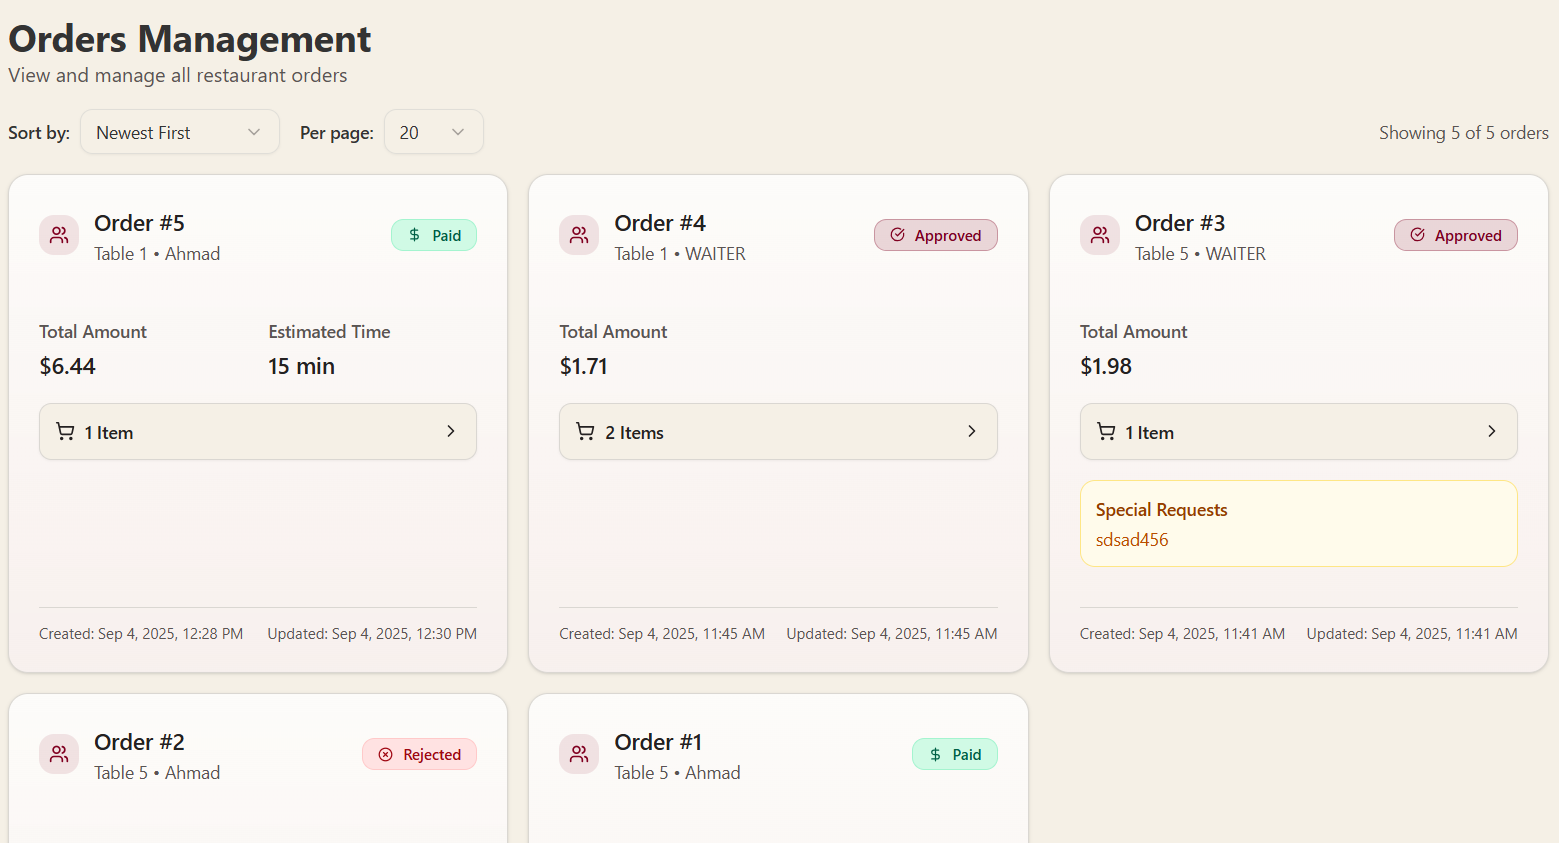 Orders Management
View and manage all restaurant orders
Sort by: Newest First Per page: 20 Showing 5 of 5 orders
Order #5
Table 1 • Ahmad
Paid
Total Amount Estimated Time
$6.44 15 min
1 Item
Created: Sep 4, 2025, 12:28 PM Updated: Sep 4, 2025, 12:30 PM
Order #4
Table 1 • WAITER
Approved
Total Amount
$1.71
2 Items
Created: Sep 4, 2025, 11:45 AM Updated: Sep 4, 2025, 11:45 AM
Order #3
Table 5 • WAITER
Approved
Total Amount
$1.98
1 Item
Special Requests
sdsad456
Created: Sep 4, 2025, 11:41 AM Updated: Sep 4, 2025, 11:41 AM
Order #2
Table 5 • Ahmad
Rejected
Order #1
Table 5 • Ahmad
Paid